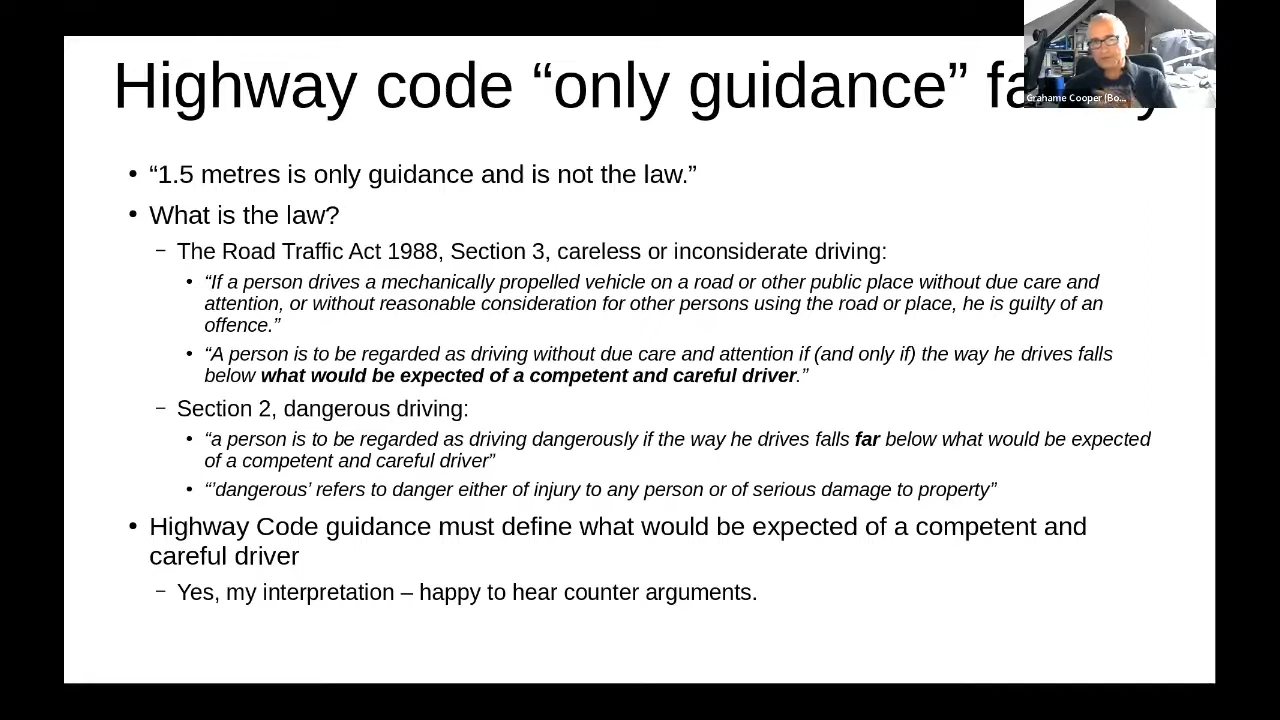 Highway code “only guidance” fa y
Grahame Cooper (Bo...
• “1.5 metres is only guidance and is not the law.”
• What is the law?
– The Road Traffic Act 1988, Section 3, careless or inconsiderate driving:
• “If a person drives a mechanically propelled vehicle on a road or other public place without due care and
attention, or without reasonable consideration for other persons using the road or place, he is guilty of an
offence.”
• “A person is to be regarded as driving without due care and attention if (and only if) the way he drives falls
below what would be expected of a competent and careful driver.”
– Section 2, dangerous driving:
• “a person is to be regarded as driving dangerously if the way he drives falls far below what would be expected
of a competent and careful driver”
• “’dangerous’ refers to danger either of injury to any person or of serious damage to property”
• Highway Code guidance must define what would be expected of a competent and
careful driver
– Yes, my interpretation – happy to hear counter arguments.